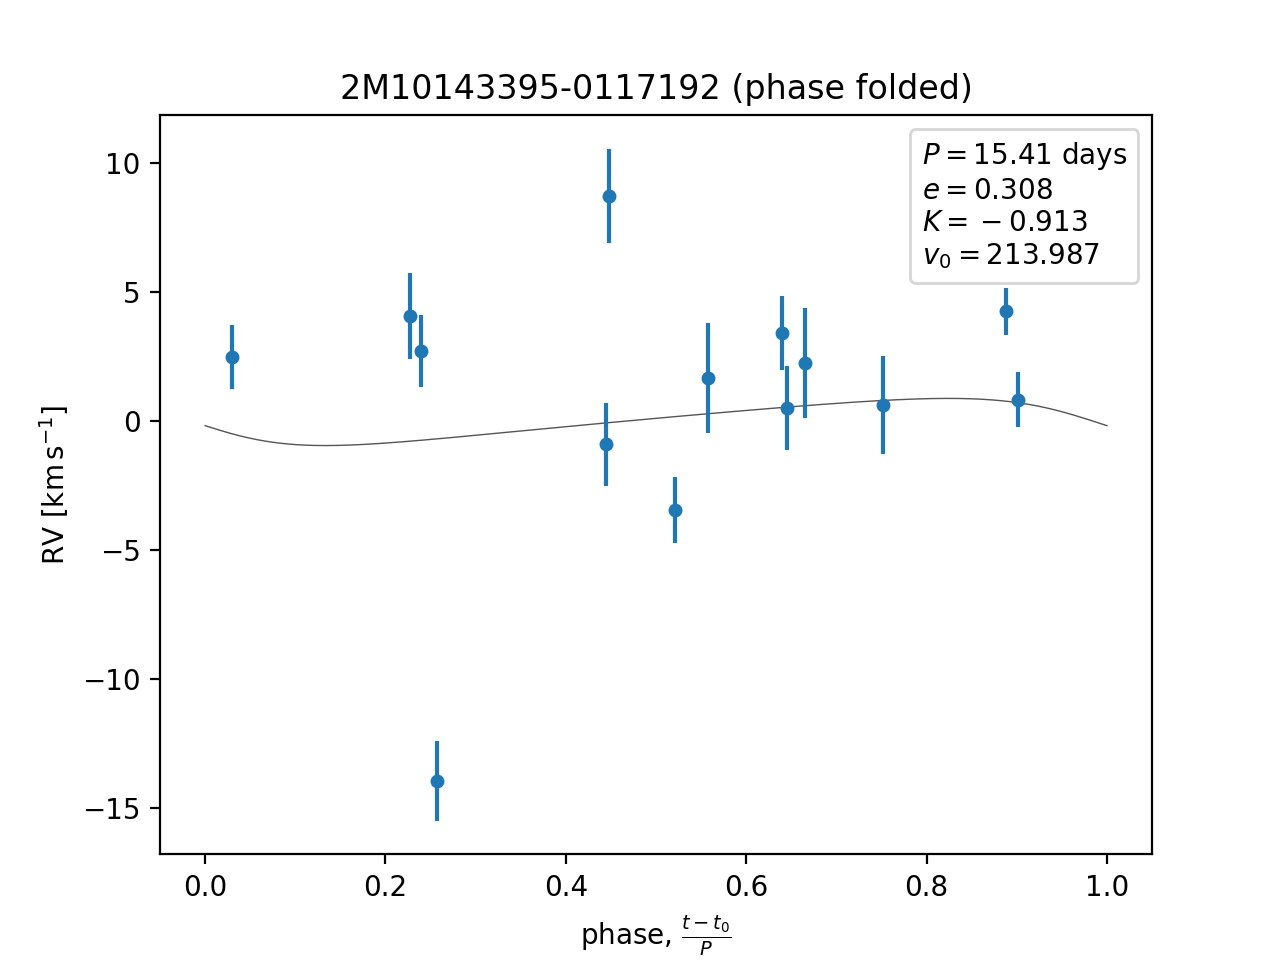 2M10143395-0117192 (phase folded)
P = 15.41 days
e = 0.308
K = −0.913
v₀ = 213.987
RV [km s⁻¹]
10
5
0
−5
−10
−15
0.0 0.2 0.4 0.6 0.8 1.0
phase, (t − t₀)/P